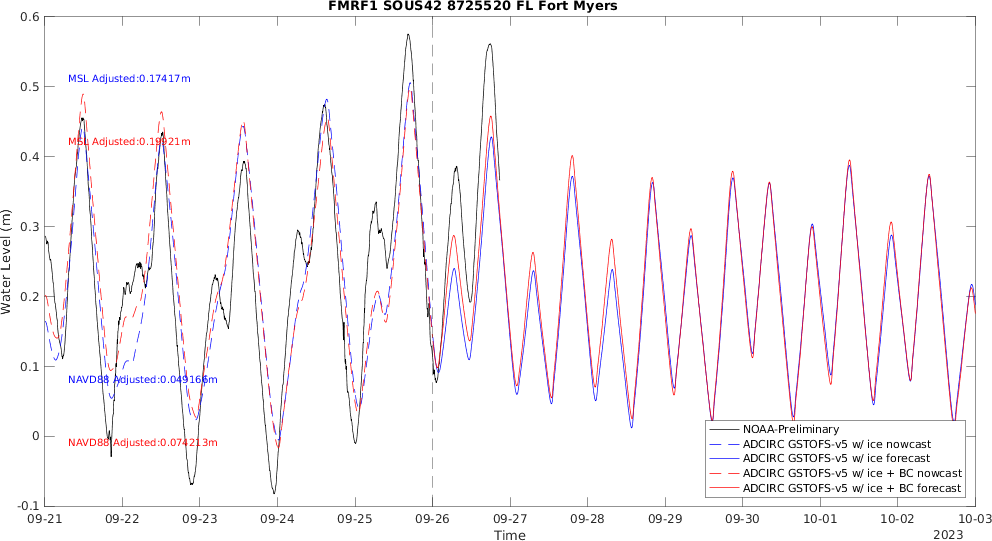 FMRF1 SOUS42 8725520 FL Fort Myers
0.6
0.5
0.4
0.3
0.2
0.1
0
-0.1
Water Level (m)
MSL Adjusted:0.17417m
MSL Adjusted:0.19921m
NAVD88 Adjusted:0.049166m
NAVD88 Adjusted:0.074213m
NOAA-Preliminary
ADCIRC GSTOFS-v5 w/ ice nowcast
ADCIRC GSTOFS-v5 w/ ice forecast
ADCIRC GSTOFS-v5 w/ ice + BC nowcast
ADCIRC GSTOFS-v5 w/ ice + BC forecast
09-21 09-22 09-23 09-24 09-25 09-26 09-27 09-28 09-29 09-30 10-01 10-02 10-03
Time
2023